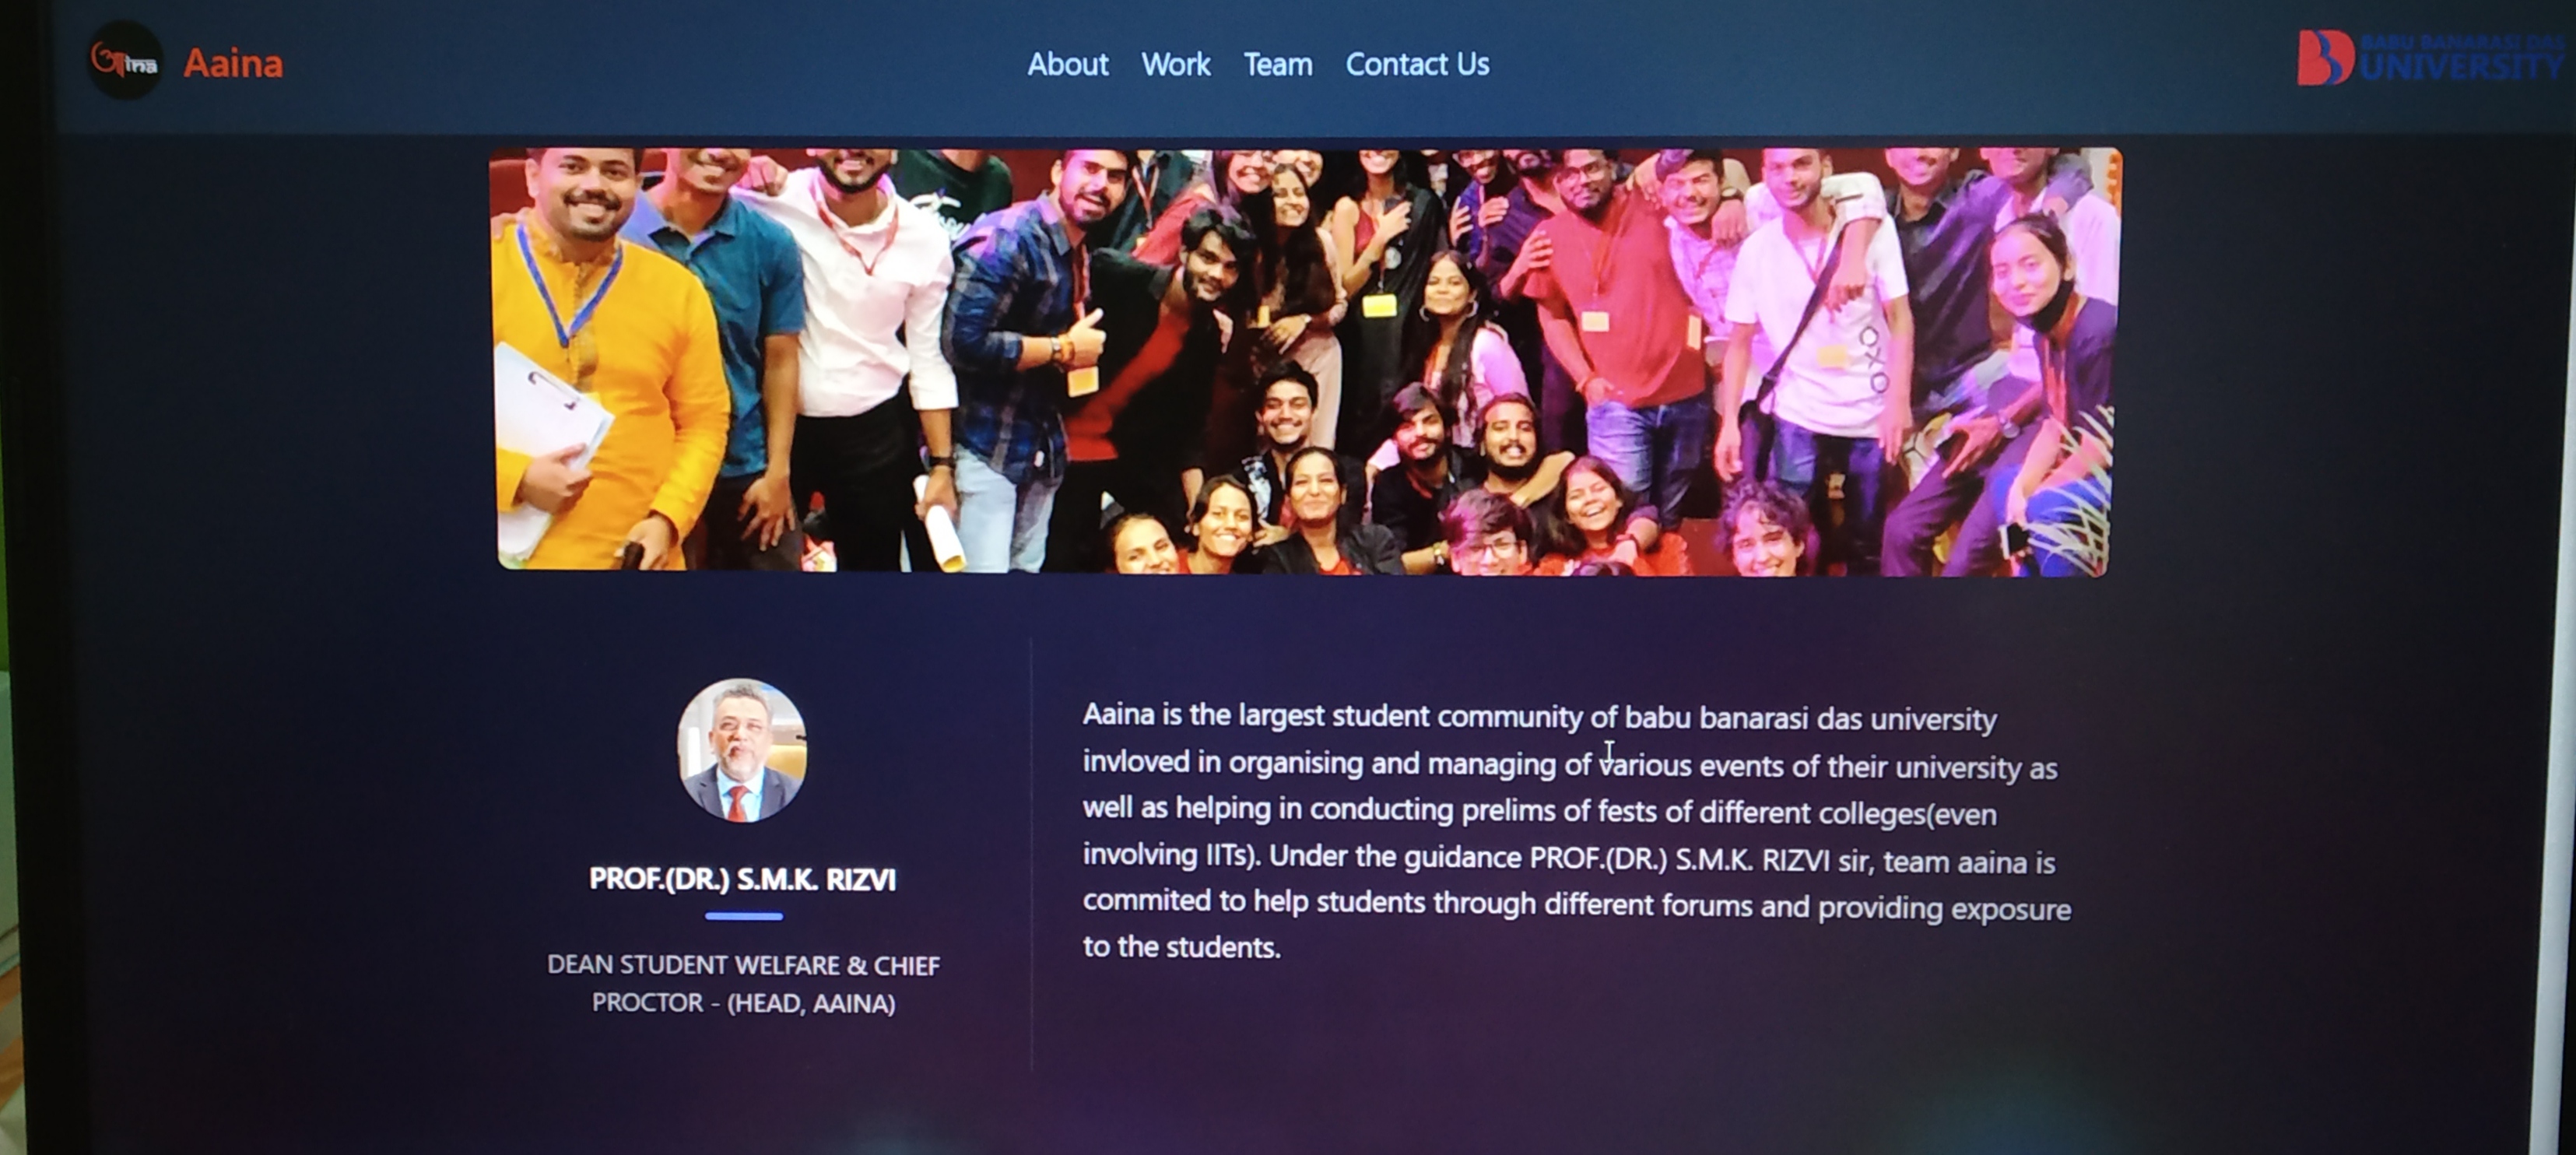 आina
Aaina
About Work Team Contact Us
BABU BANARASI DAS
UNIVERSITY
OXO
PROF.(DR.) S.M.K. RIZVI
DEAN STUDENT WELFARE & CHIEF
PROCTOR - (HEAD, AAINA)
Aaina is the largest student community of babu banarasi das university
invloved in organising and managing of various events of their university as
well as helping in conducting prelims of fests of different colleges(even
involving IITs). Under the guidance PROF.(DR.) S.M.K. RIZVI sir, team aaina is
commited to help students through different forums and providing exposure
to the students.